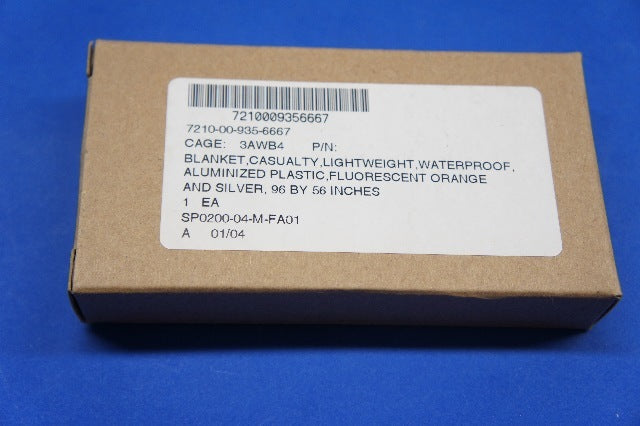 7210009356667
7210-00-935-6667
CAGE: 3AWB4 P/N:
BLANKET,CASUALTY,LIGHTWEIGHT,WATERPROOF,
ALUMINIZED PLASTIC,FLUORESCENT ORANGE
AND SILVER, 96 BY 56 INCHES
1 EA
SP0200-04-M-FA01
A 01/04